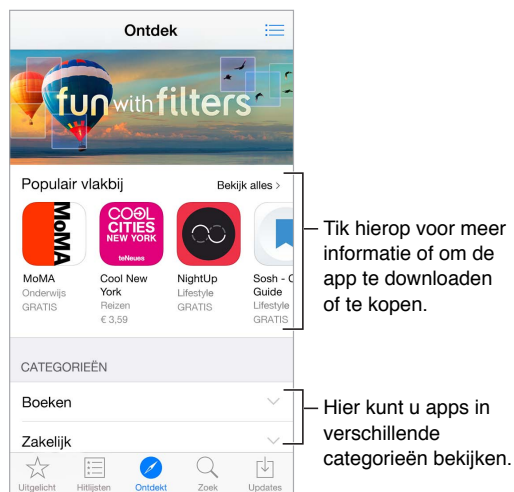 Ontdek
fun with filters
Populair vlakbij
Bekijk alles >
MoMA
COOL
CITIES
NEW YORK
teNeues
MoMA
Onderwijs
GRATIS
Cool New
York
Reizen
€ 3,59
NightUp
Lifestyle
GRATIS
Sosh - C
Guide
Lifestyle
GRATIS
Tik hierop voor meer
informatie of om de
app te downloaden
of te kopen.
CATEGORIEËN
Boeken
Zakelijk
Hier kunt u apps in
verschillende
categorieën bekijken.
Uitgelicht
Hitlijsten
Ontdekt
Zoek
Updates